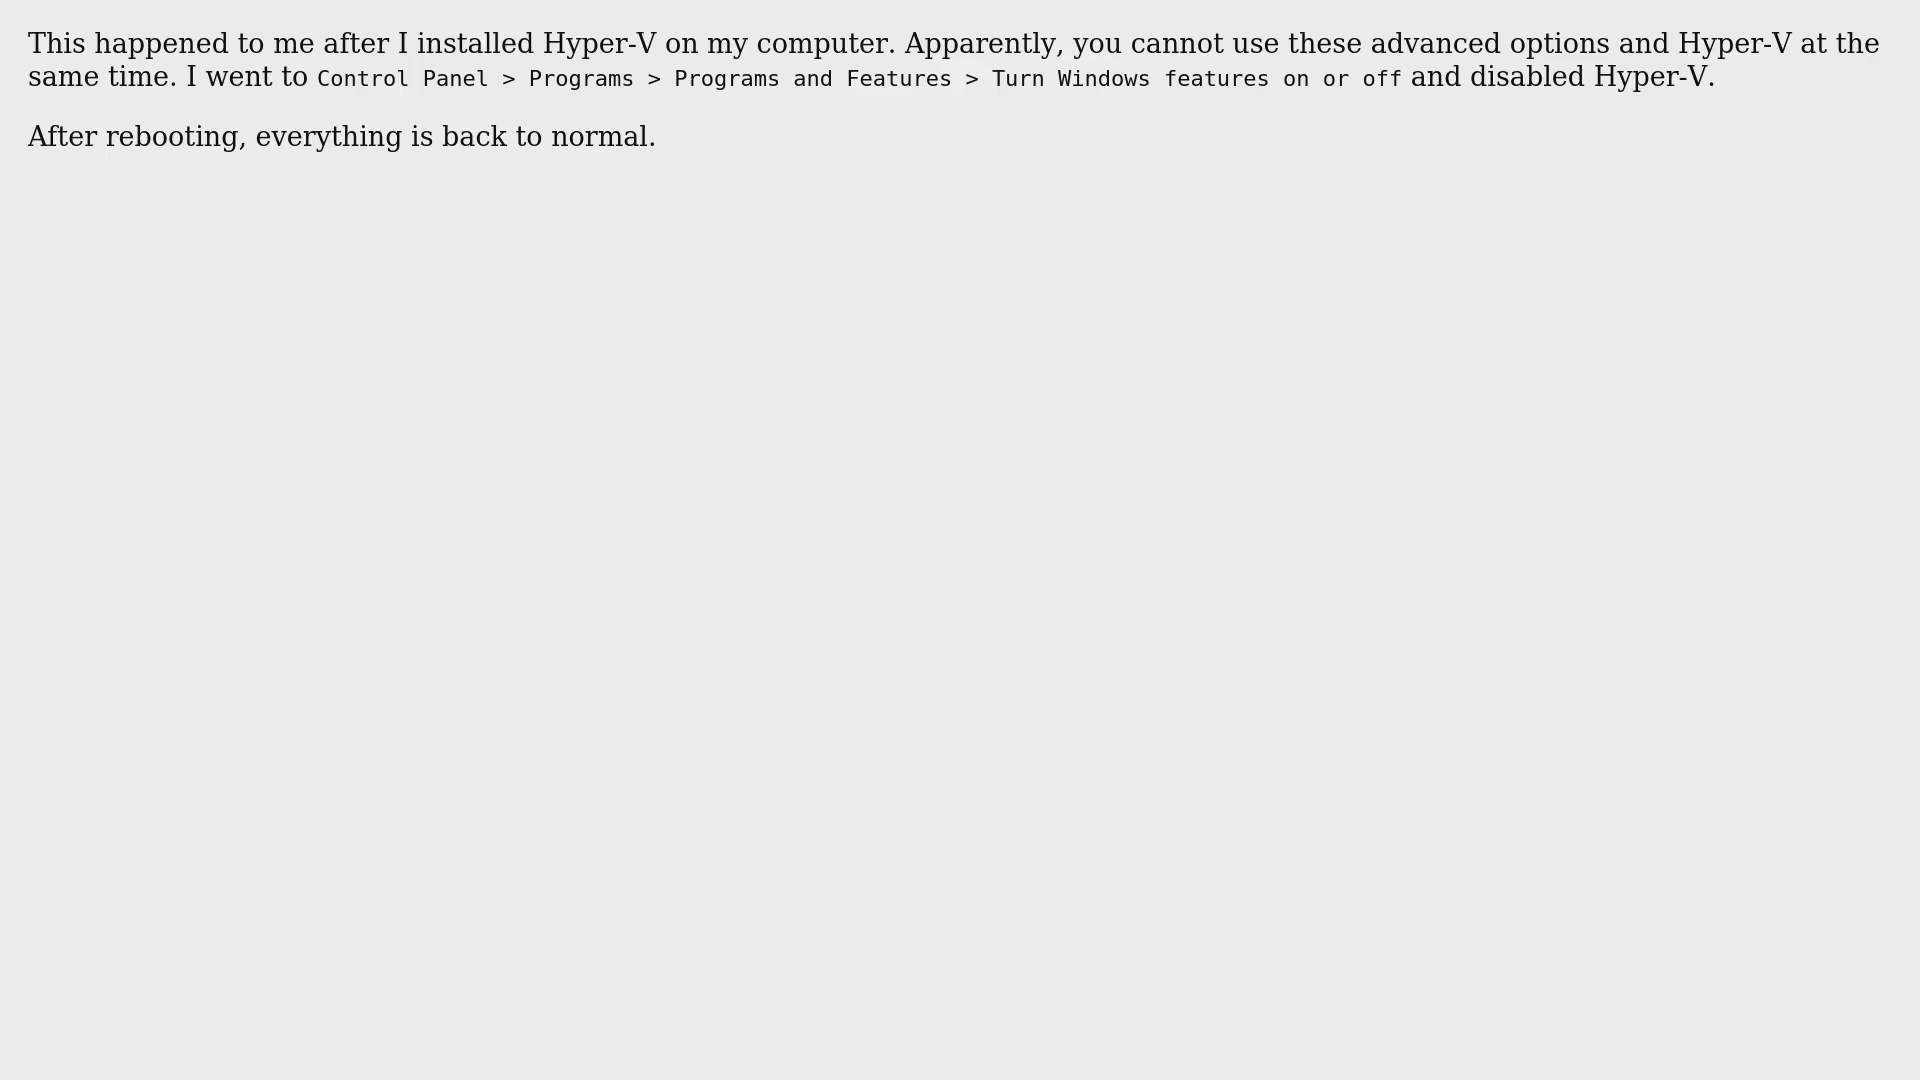 This happened to me after I installed Hyper-V on my computer. Apparently, you cannot use these advanced options and Hyper-V at the
same time. I went to Control Panel > Programs > Programs and Features > Turn Windows features on or off and disabled Hyper-V.
After rebooting, everything is back to normal.